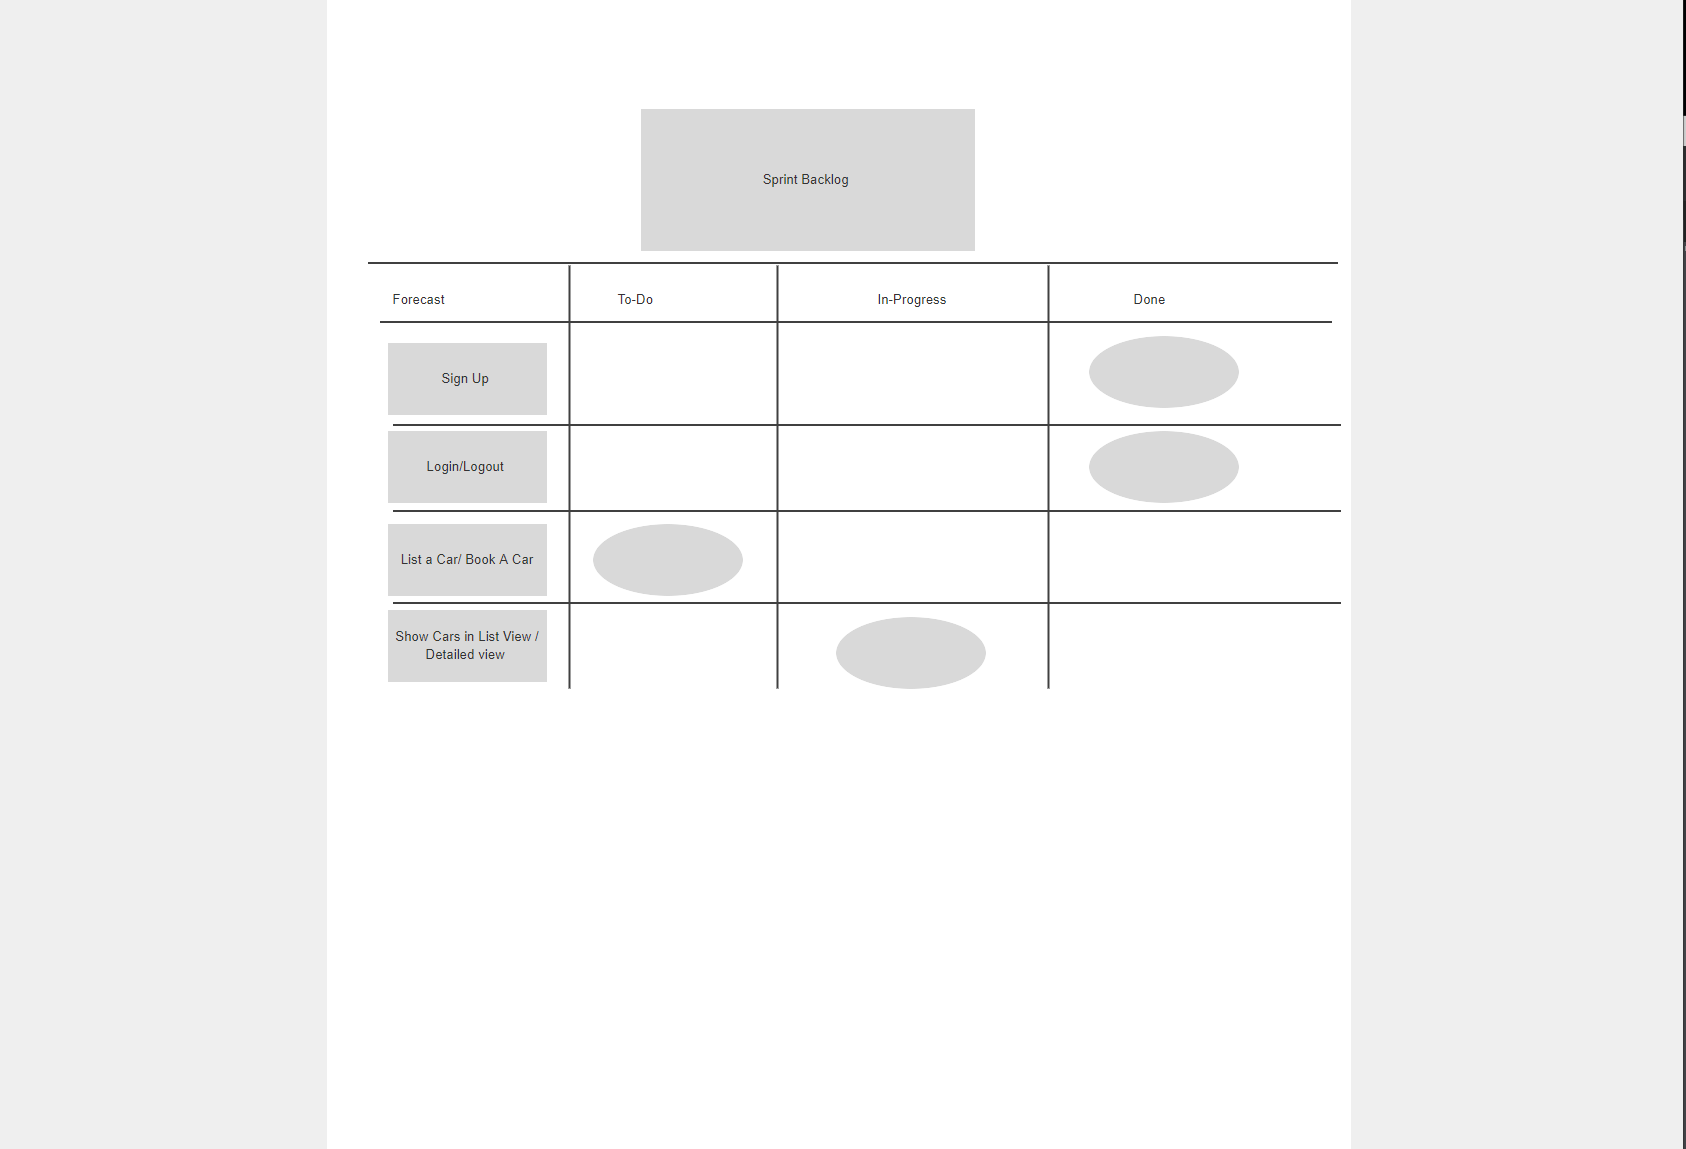 Sprint Backlog
Forecast
To-Do
In-Progress
Done
Sign Up
Login/Logout
List a Car/ Book A Car
Show Cars in List View /
Detailed view